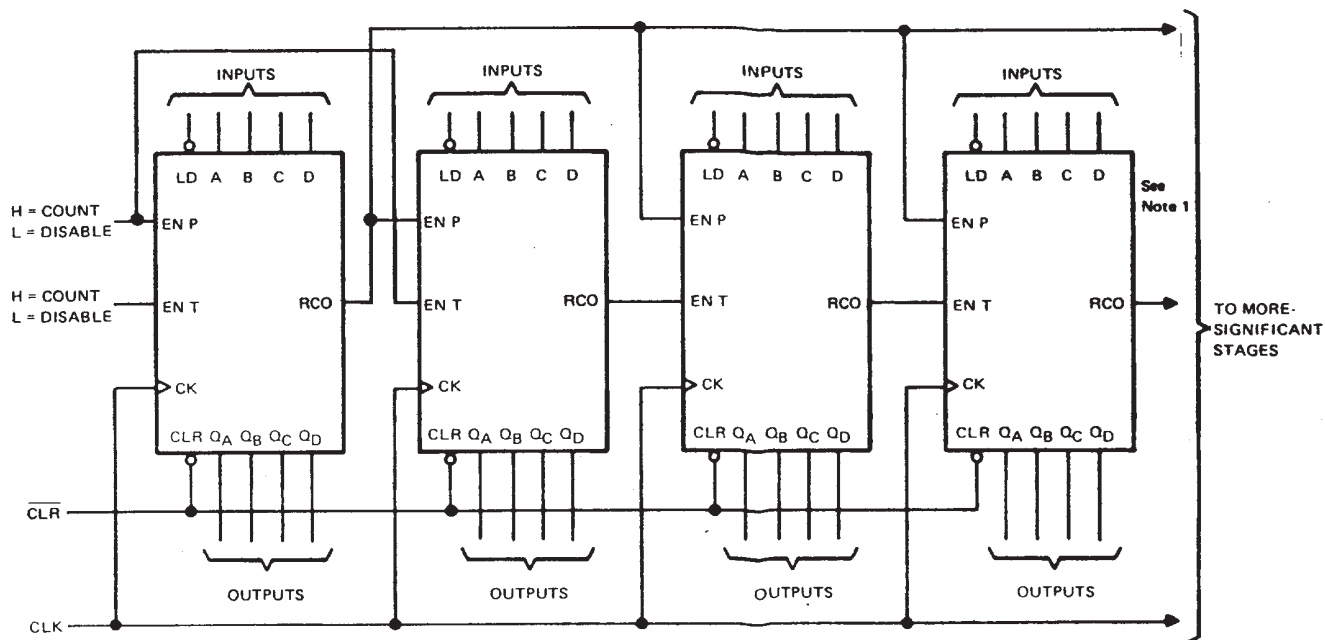 INPUTS INPUTS INPUTS INPUTS
LD A B C D LD A B C D LD A B C D LD A B C D
See
Note 1
H = COUNT
L = DISABLE
EN P EN P EN P EN P
H = COUNT
L = DISABLE
EN T RCO EN T RCO EN T RCO EN T RCO
TO MORE-
SIGNIFICANT
STAGES
CK CK CK CK
CLR QA QB QC QD CLR QA QB QC QD CLR QA QB QC QD CLR QA QB QC QD
CLR
OUTPUTS OUTPUTS OUTPUTS OUTPUTS
CLK